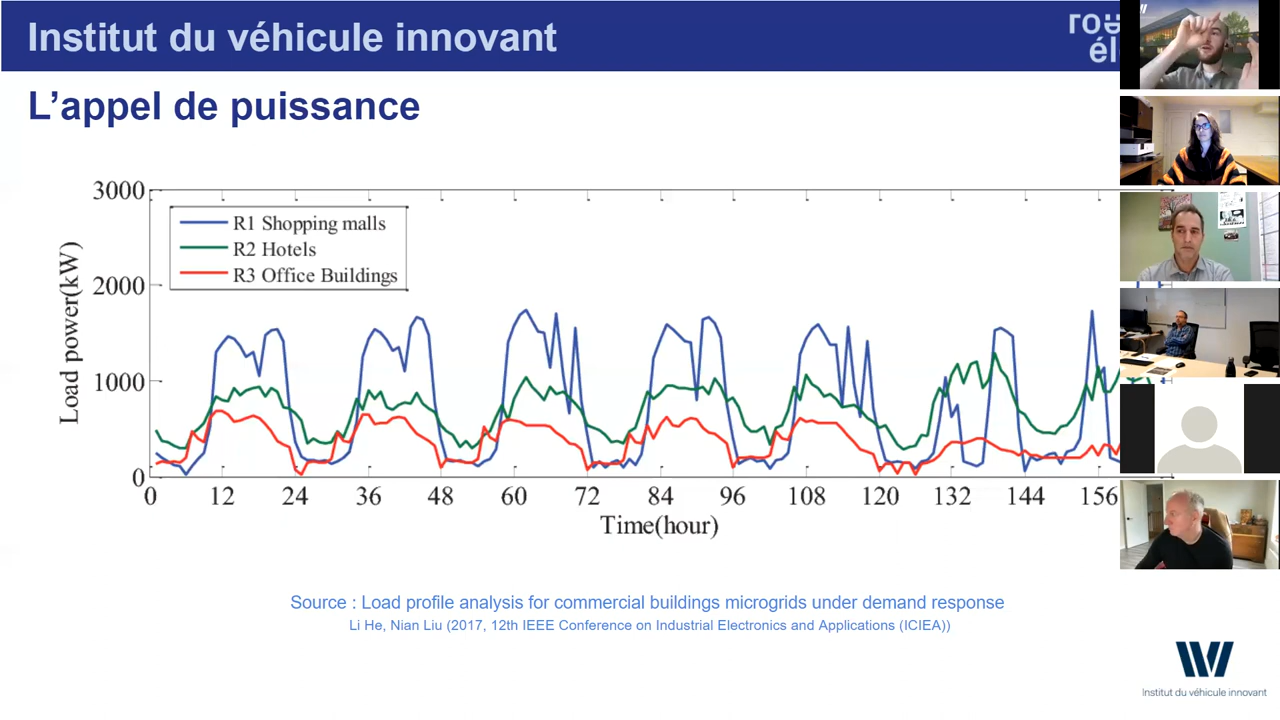 Institut du véhicule innovant
L'appel de puissance
3000
2000
1000
0
Load power(kW)
R1 Shopping malls
R2 Hotels
R3 Office Buildings
0 12 24 36 48 60 72 84 96 108 120 132 144 156
Time(hour)
Source : Load profile analysis for commercial buildings microgrids under demand response
Li He, Nian Liu (2017, 12th IEEE Conference on Industrial Electronics and Applications (ICIEA))
Institut du véhicule innovant